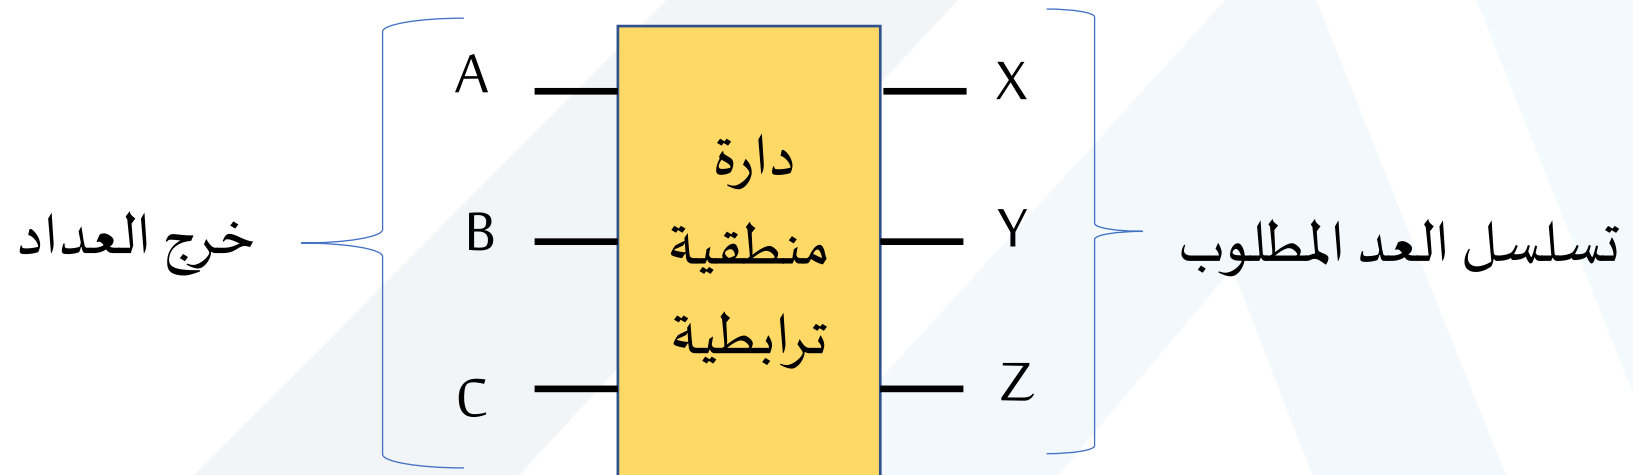 خرج العداد
A
B
C
دارة
منطقية
ترابطية
X
Y
Z
تسلسل العد المطلوب